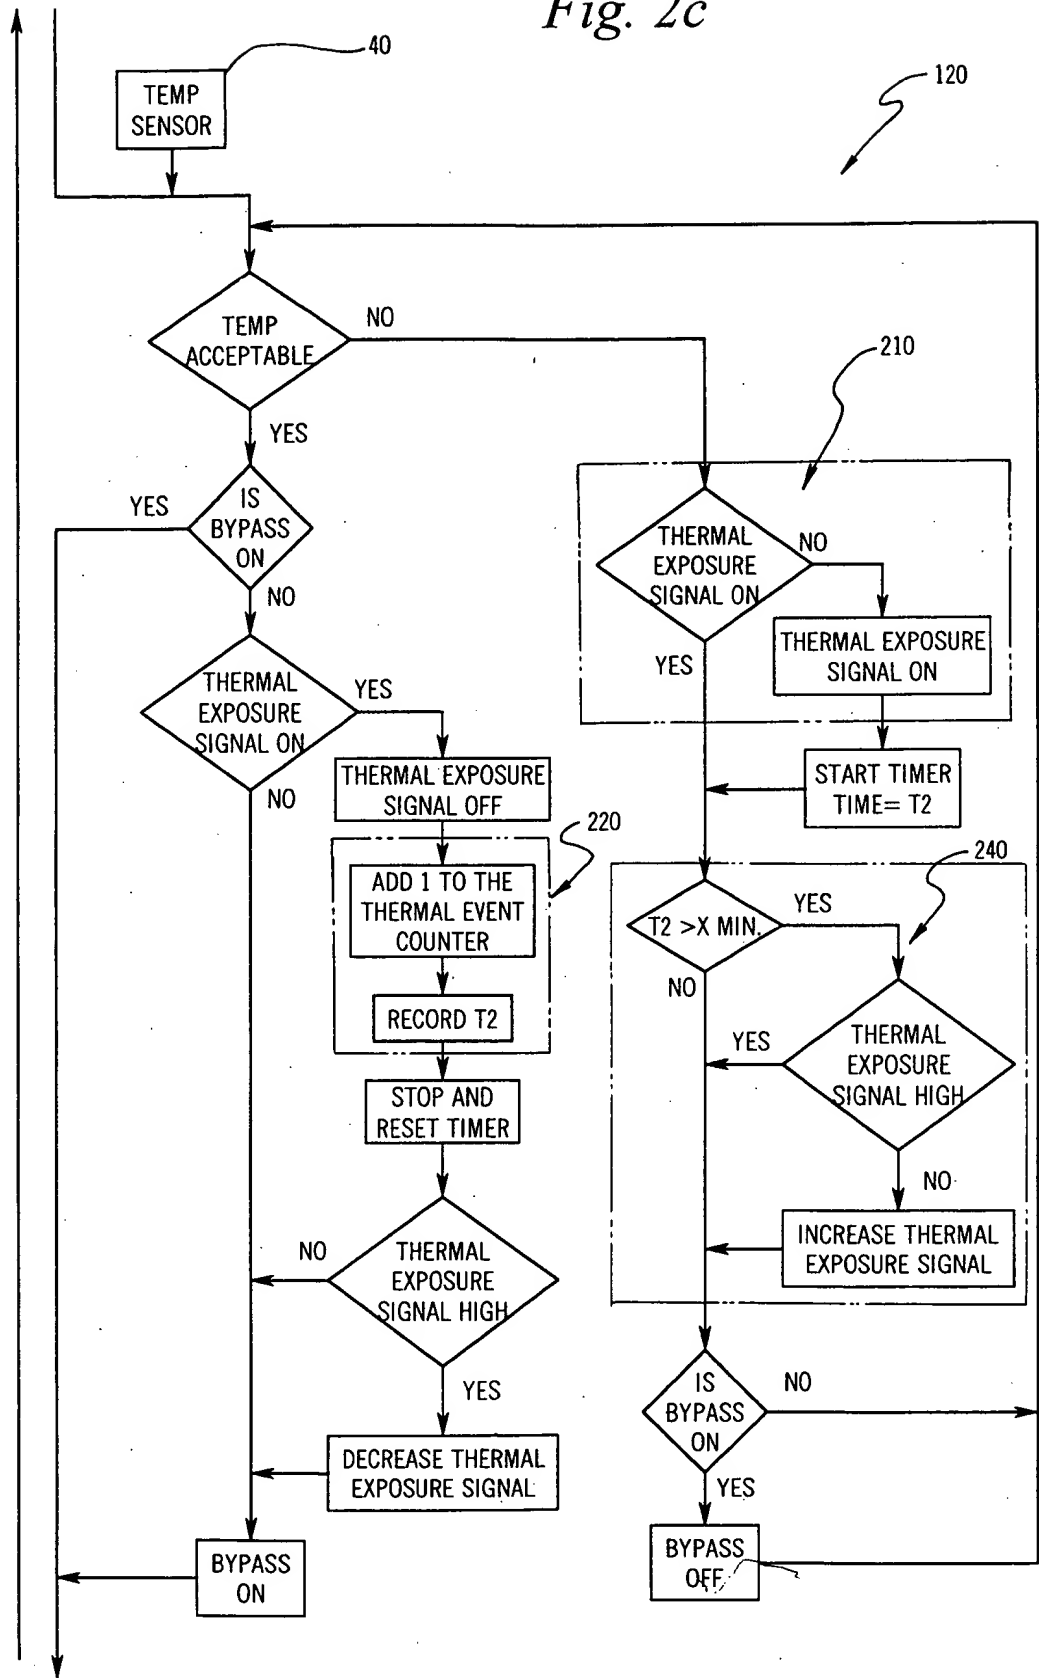 Fig. 2c
40
TEMP
SENSOR
120
TEMP
ACCEPTABLE
NO
YES
210
IS
BYPASS
ON
YES
NO
THERMAL
EXPOSURE
SIGNAL ON
NO
THERMAL EXPOSURE
SIGNAL ON
YES
START TIMER
TIME= T2
THERMAL
EXPOSURE
SIGNAL ON
YES
NO
THERMAL EXPOSURE
SIGNAL OFF
220
ADD 1 TO THE
THERMAL EVENT
COUNTER
RECORD T2
STOP AND
RESET TIMER
240
T2 >X MIN.
YES
NO
THERMAL
EXPOSURE
SIGNAL HIGH
YES
NO
INCREASE THERMAL
EXPOSURE SIGNAL
THERMAL
EXPOSURE
SIGNAL HIGH
NO
YES
DECREASE THERMAL
EXPOSURE SIGNAL
IS
BYPASS
ON
NO
YES
BYPASS
OFF
BYPASS
ON